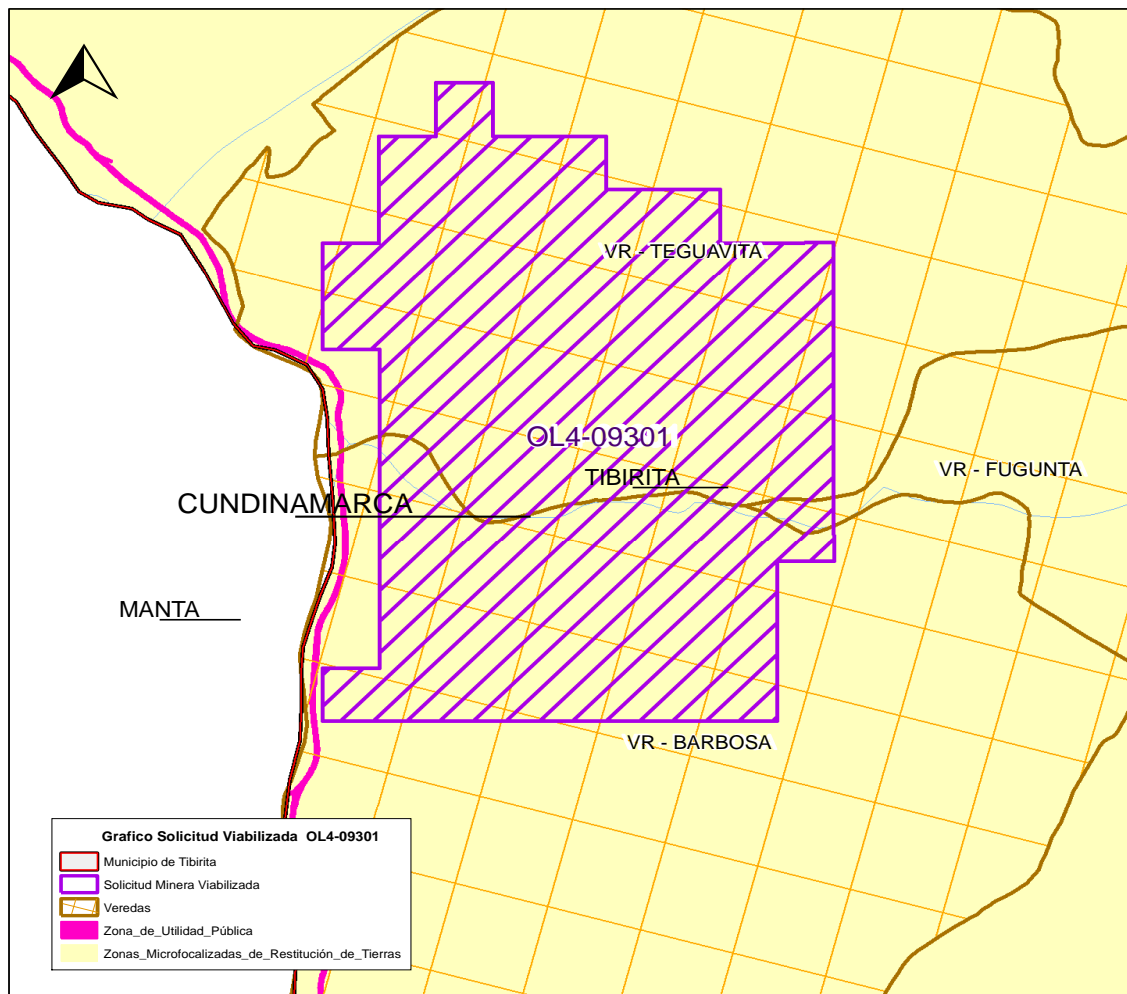 VR - TEGUAVITA
OL4-09301
VR - FUGUNTA
TIBIRITA
CUNDINAMARCA
MANTA
VR - BARBOSA
Grafico Solicitud Viabilizada OL4-09301
Municipio de Tibirita
Solicitud Minera Viabilizada
Veredas
Zona_de_Utilidad_Pública
Zonas_Microfocalizadas_de_Restitución_de_Tierras